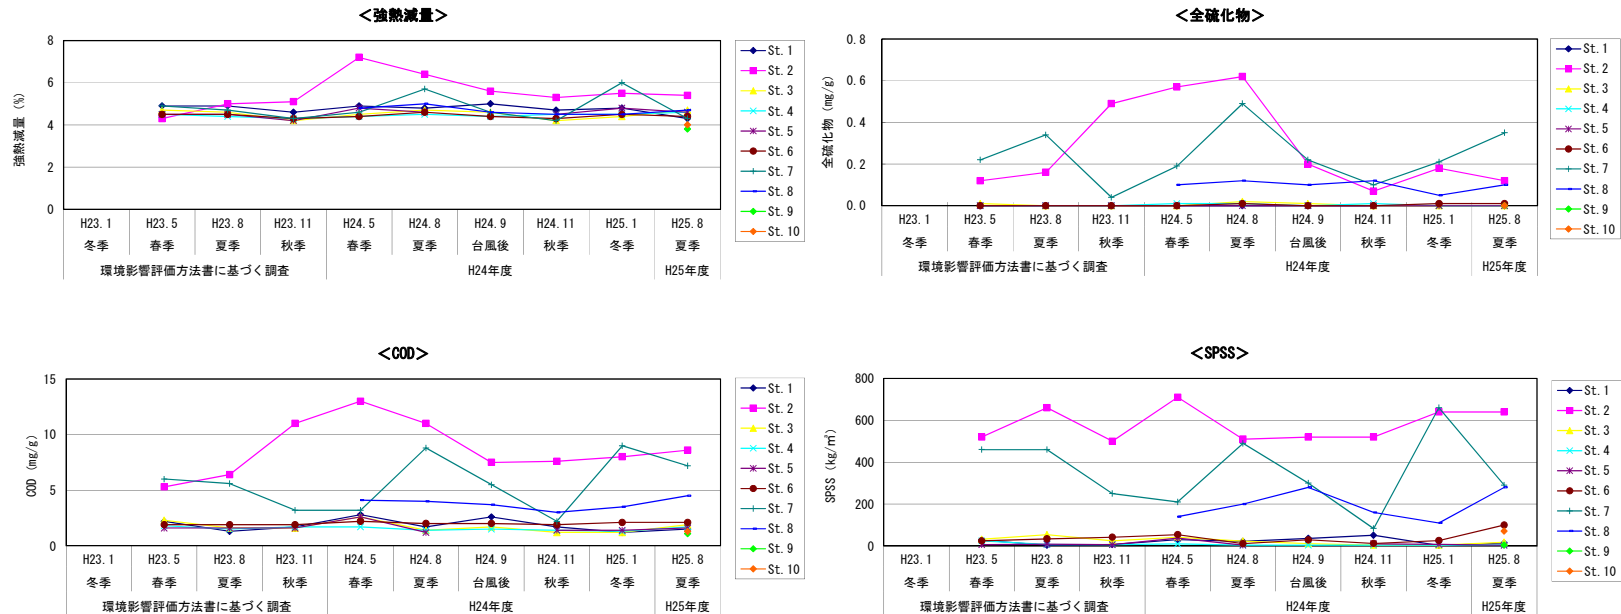 ＜強熱減量＞
強熱減量 (%)
8
6
4
2
0
H23.1 H23.5 H23.8 H23.11 H24.5 H24.8 H24.9 H24.11 H25.1 H25.8
冬季 春季 夏季 秋季 春季 夏季 台風後 秋季 冬季 夏季
環境影響評価方法書に基づく調査 H24年度 H25年度
St.1
St.2
St.3
St.4
St.5
St.6
St.7
St.8
St.9
St.10
＜全硫化物＞
全硫化物 (mg/g)
0.8
0.6
0.4
0.2
0.0
H23.1 H23.5 H23.8 H23.11 H24.5 H24.8 H24.9 H24.11 H25.1 H25.8
冬季 春季 夏季 秋季 春季 夏季 台風後 秋季 冬季 夏季
環境影響評価方法書に基づく調査 H24年度 H25年度
St.1
St.2
St.3
St.4
St.5
St.6
St.7
St.8
St.9
St.10
＜COD＞
COD (mg/g)
15
10
5
0
H23.1 H23.5 H23.8 H23.11 H24.5 H24.8 H24.9 H24.11 H25.1 H25.8
冬季 春季 夏季 秋季 春季 夏季 台風後 秋季 冬季 夏季
環境影響評価方法書に基づく調査 H24年度 H25年度
St.1
St.2
St.3
St.4
St.5
St.6
St.7
St.8
St.9
St.10
＜SPSS＞
SPSS (kg/㎥)
800
600
400
200
0
H23.1 H23.5 H23.8 H23.11 H24.5 H24.8 H24.9 H24.11 H25.1 H25.8
冬季 春季 夏季 秋季 春季 夏季 台風後 秋季 冬季 夏季
環境影響評価方法書に基づく調査 H24年度 H25年度
St.1
St.2
St.3
St.4
St.5
St.6
St.7
St.8
St.9
St.10